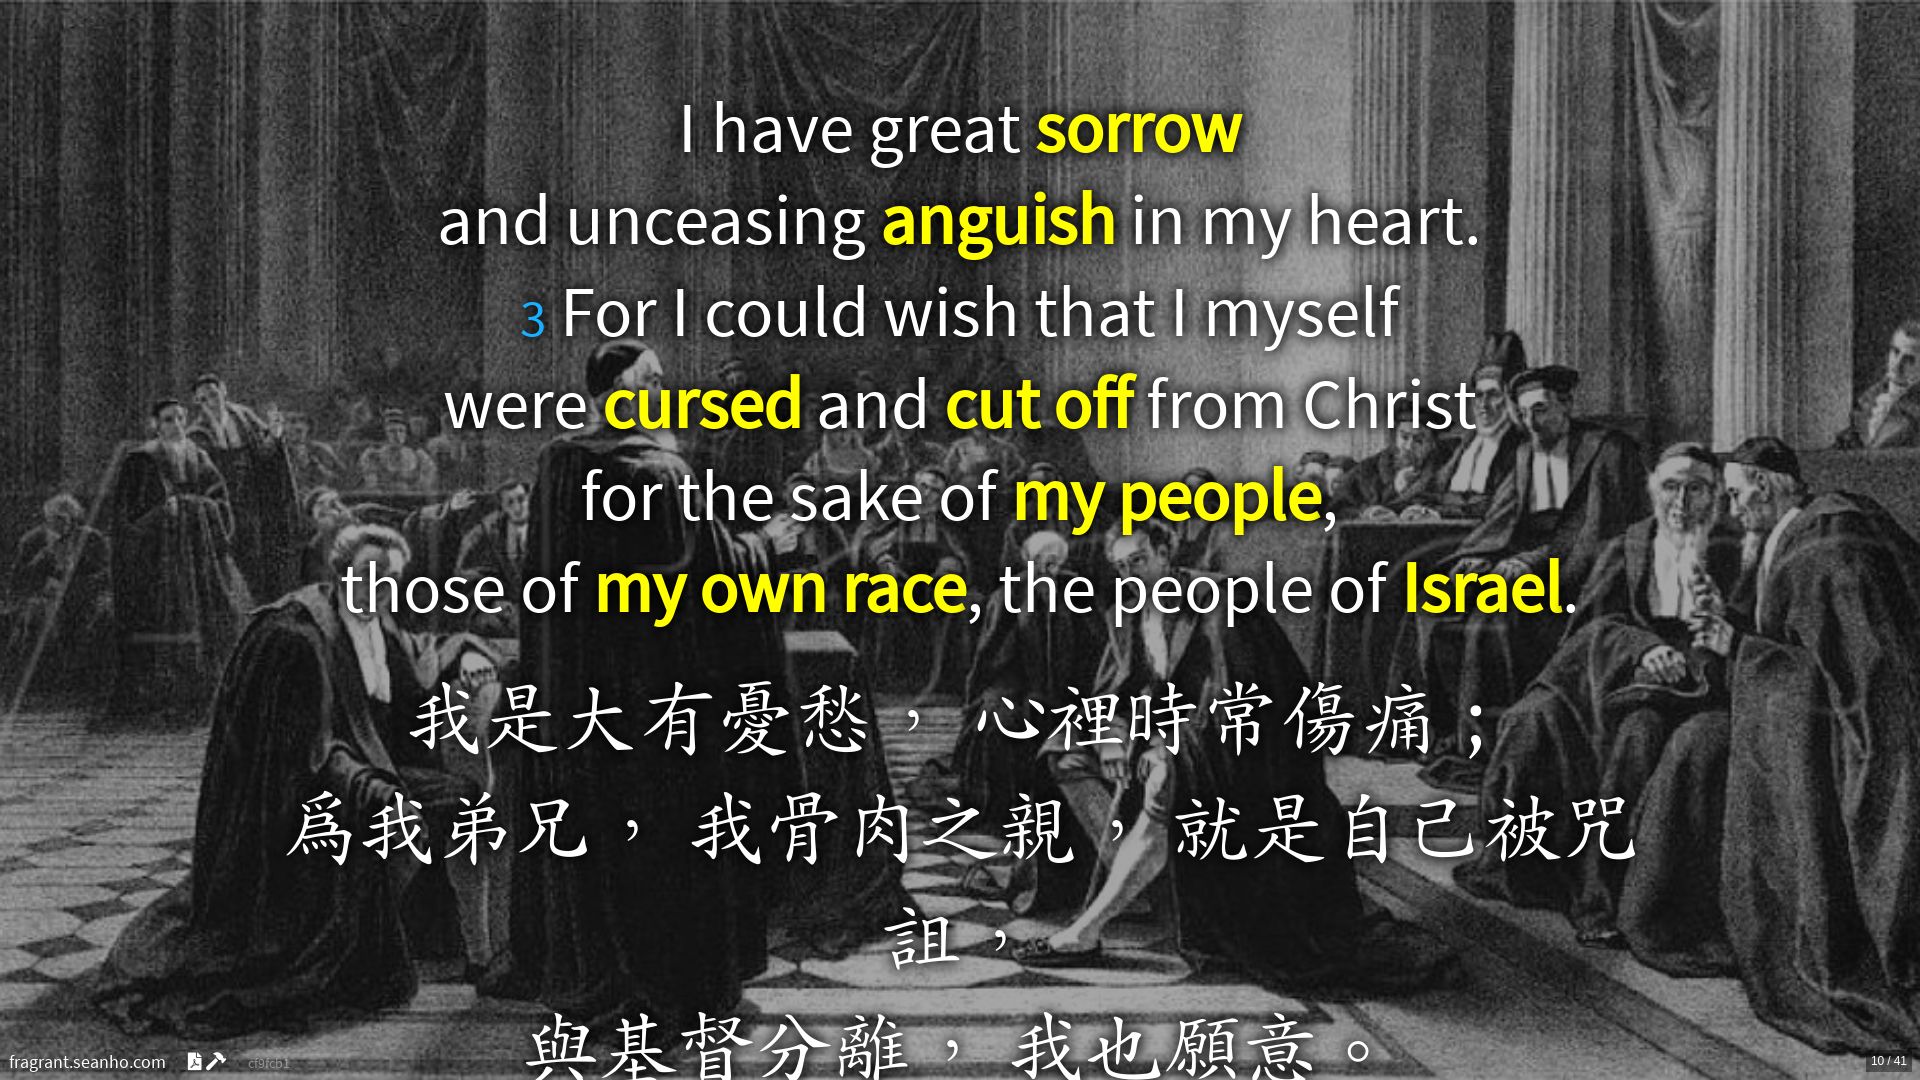 I have great sorrow
and unceasing anguish in my heart.
3 For I could wish that I myself
were cursed and cut off from Christ
for the sake of my people,
those of my own race, the people of Israel.
我是大有憂愁， 心裡時常傷痛；
爲我弟兄， 我骨肉之親， 就是自己被咒
詛，
與基督分離， 我也願意。
fragrant.seanho.com cf9fcb1 10 / 41